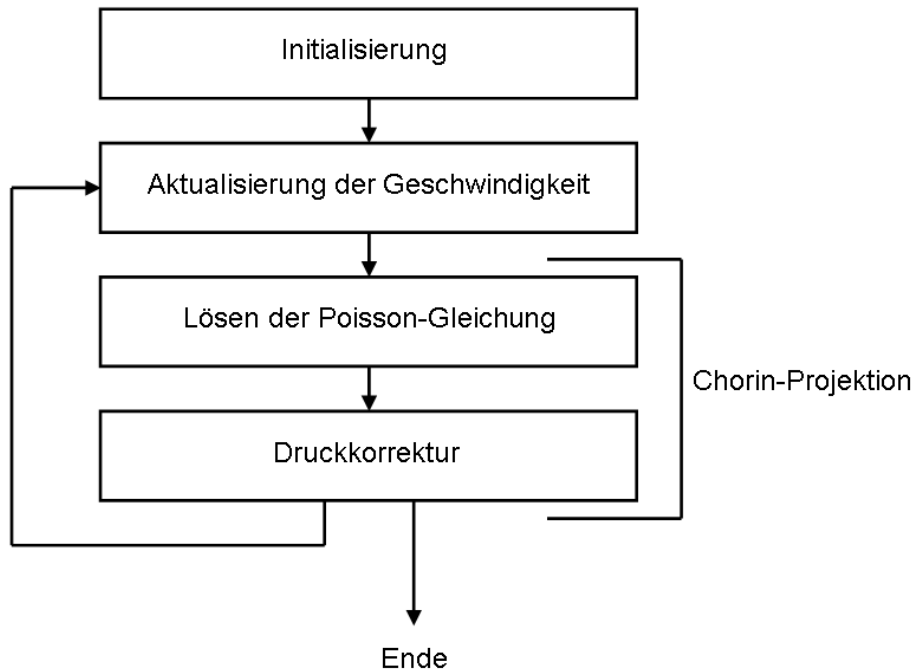 Initialisierung
Aktualisierung der Geschwindigkeit
Lösen der Poisson-Gleichung
Chorin-Projektion
Druckkorrektur
Ende